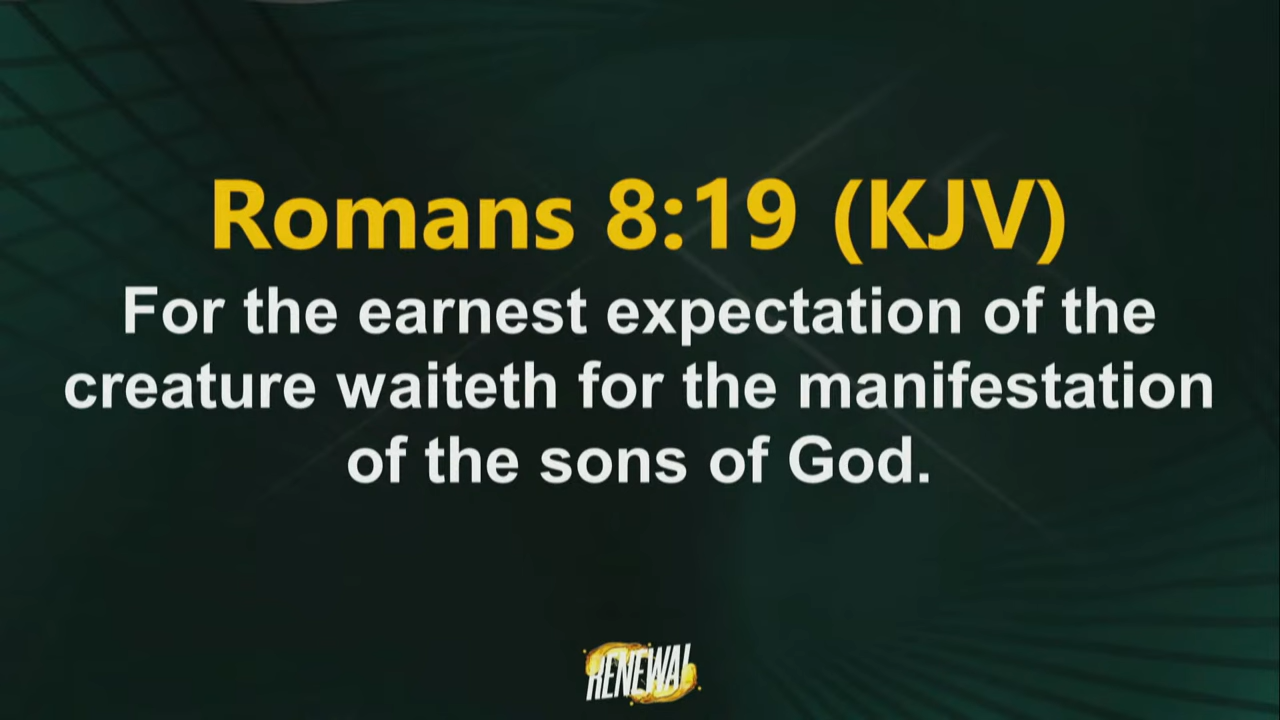 Romans 8:19 (KJV)
For the earnest expectation of the
creature waiteth for the manifestation
of the sons of God.
RENEWAL